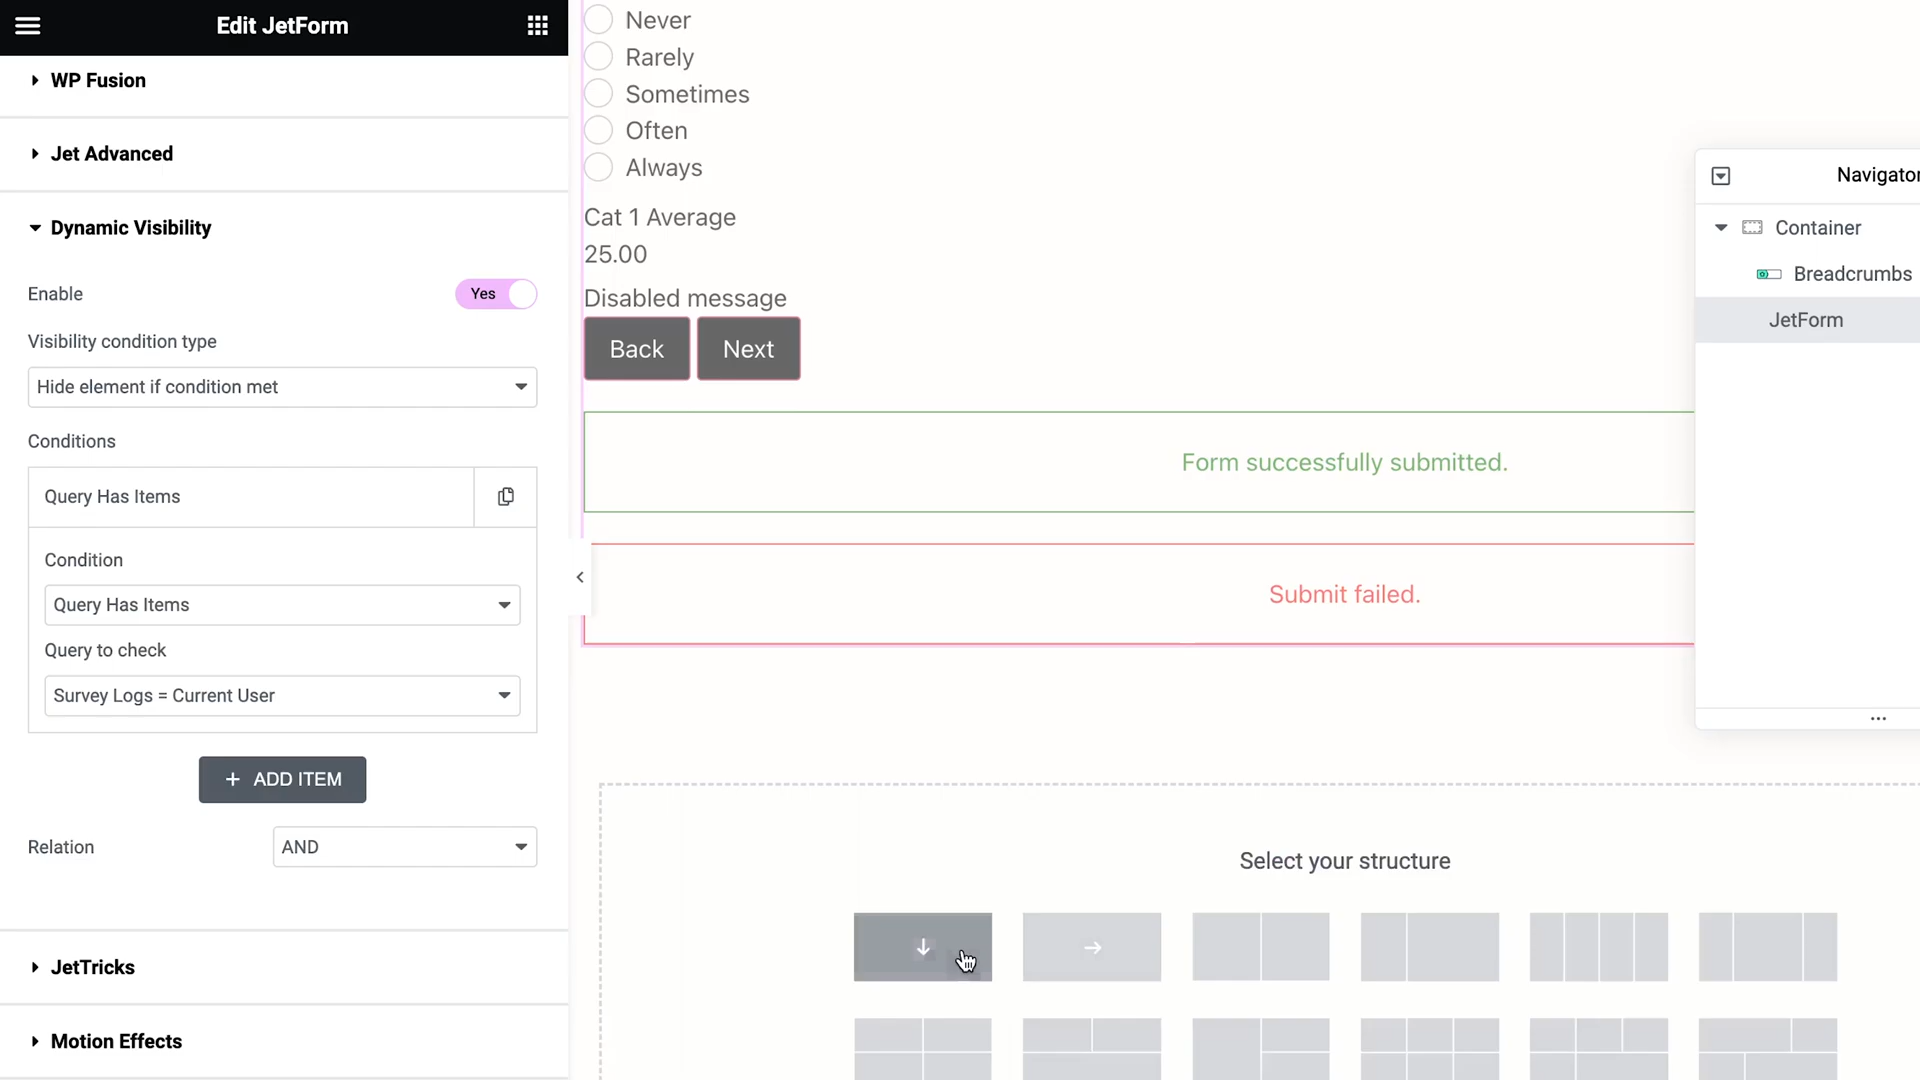 Edit JetForm
WP Fusion
Jet Advanced
Dynamic Visibility
Enable
Yes
Visibility condition type
Hide element if condition met
Conditions
Query Has Items
Condition
Query Has Items
Query to check
Survey Logs = Current User
+ ADD ITEM
Relation
AND
JetTricks
Motion Effects
Never
Rarely
Sometimes
Often
Always
Cat 1 Average
25.00
Disabled message
Back
Next
Form successfully submitted.
Submit failed.
Select your structure
Navigator
Container
Breadcrumbs
JetForm